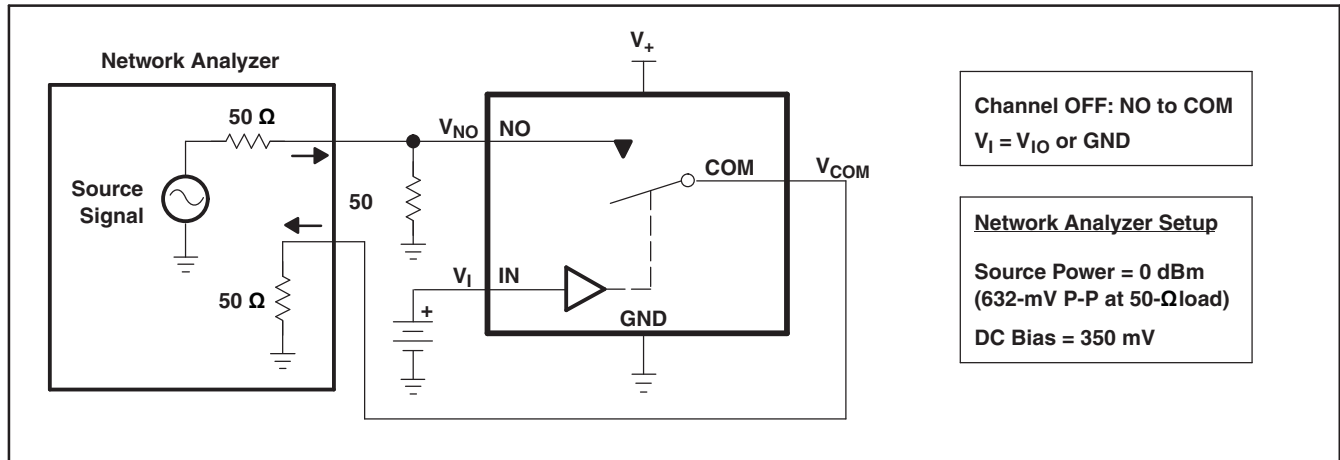 V+
Network Analyzer
50 Ω
VNO
NO
COM
VCOM
Source
Signal
50
50 Ω
VI
IN
+
GND
Channel OFF: NO to COM
VI = VIO or GND
Network Analyzer Setup
Source Power = 0 dBm
(632-mV P-P at 50-Ω load)
DC Bias = 350 mV